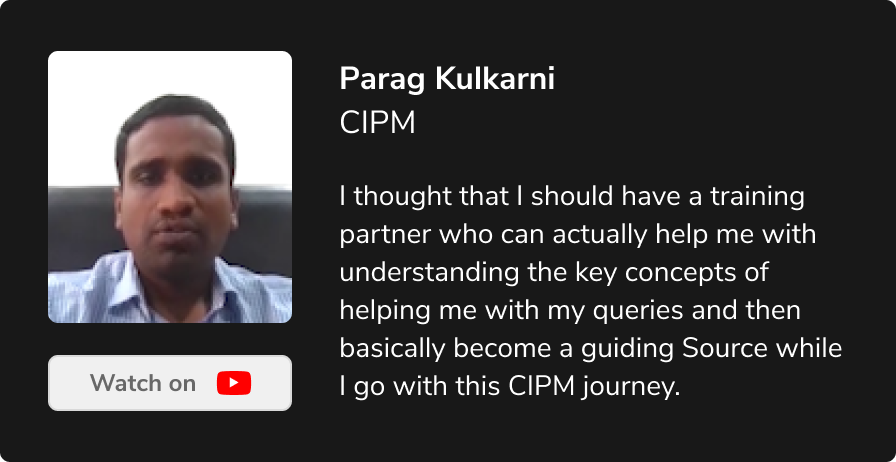 Parag Kulkarni
CIPM
I thought that I should have a training
partner who can actually help me with
understanding the key concepts of
helping me with my queries and then
basically become a guiding Source while
I go with this CIPM journey.
Watch on